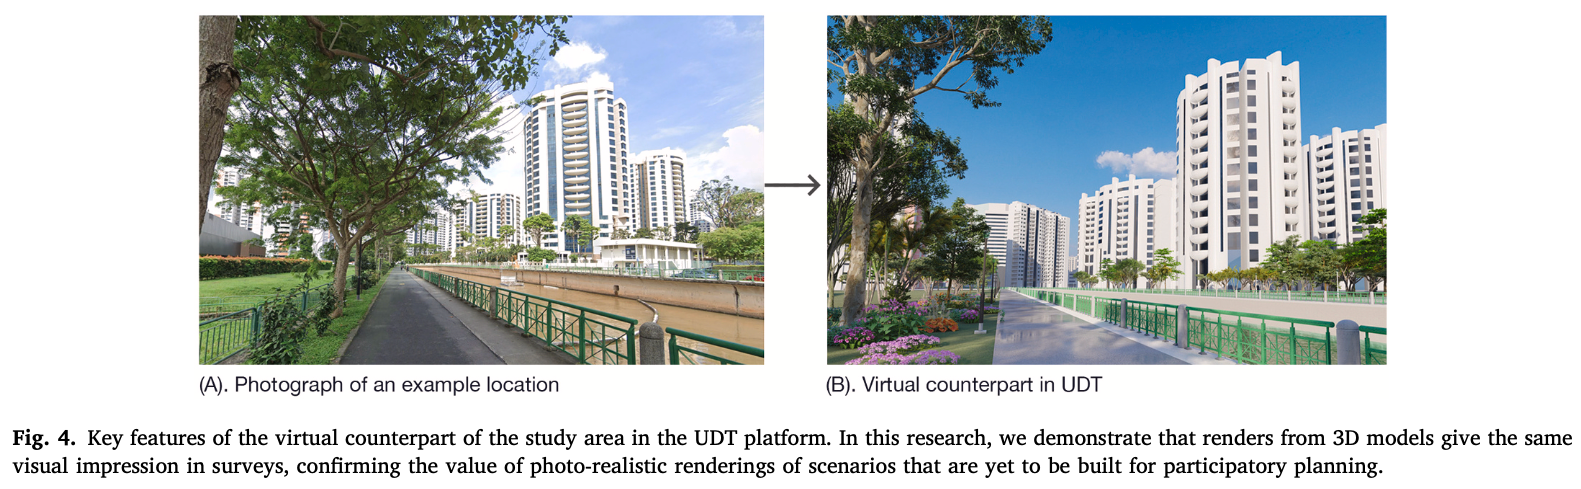 (A). Photograph of an example location
(B). Virtual counterpart in UDT
Fig. 4. Key features of the virtual counterpart of the study area in the UDT platform. In this research, we demonstrate that renders from 3D models give the same
visual impression in surveys, confirming the value of photo-realistic renderings of scenarios that are yet to be built for participatory planning.